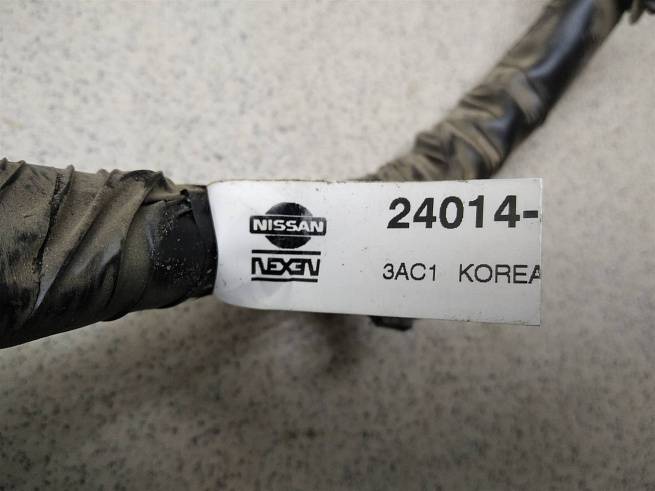 NISSAN
NEXEN
24014-
3AC1 KOREA